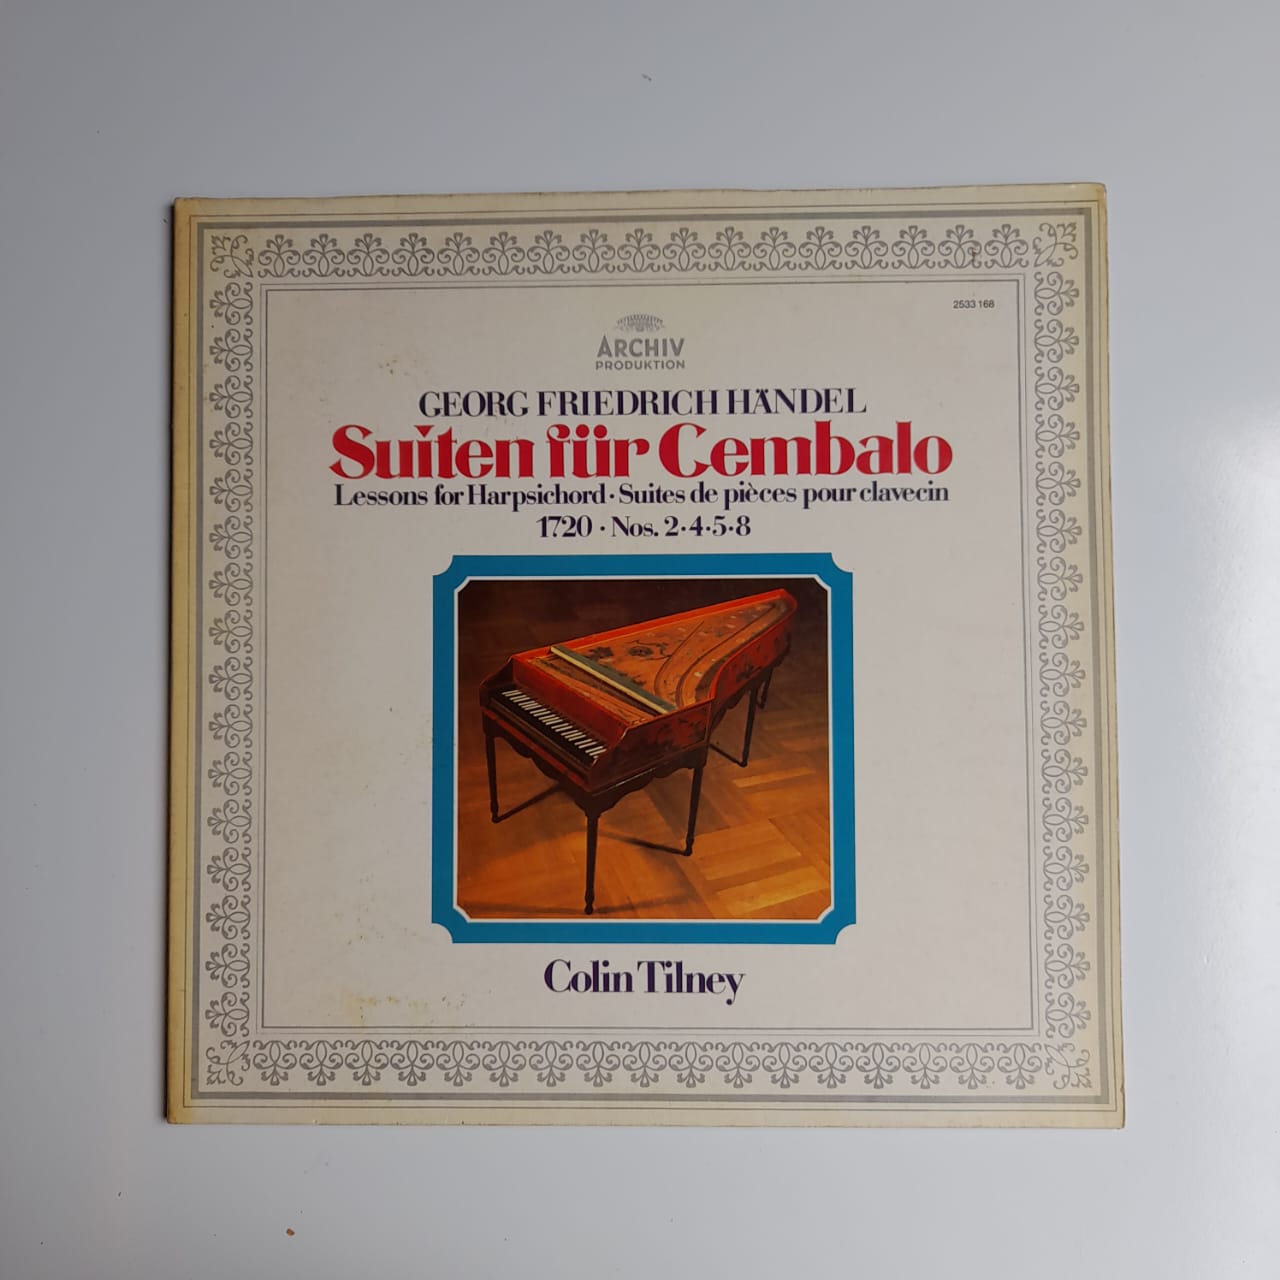 2533 168
ARCHIV
PRODUKTION
GEORG FRIEDRICH HÄNDEL
Suiten für Cembalo
Lessons for Harpsichord · Suites de pièces pour clavecin
1720 · Nos. 2·4·5·8
Colin Tilney